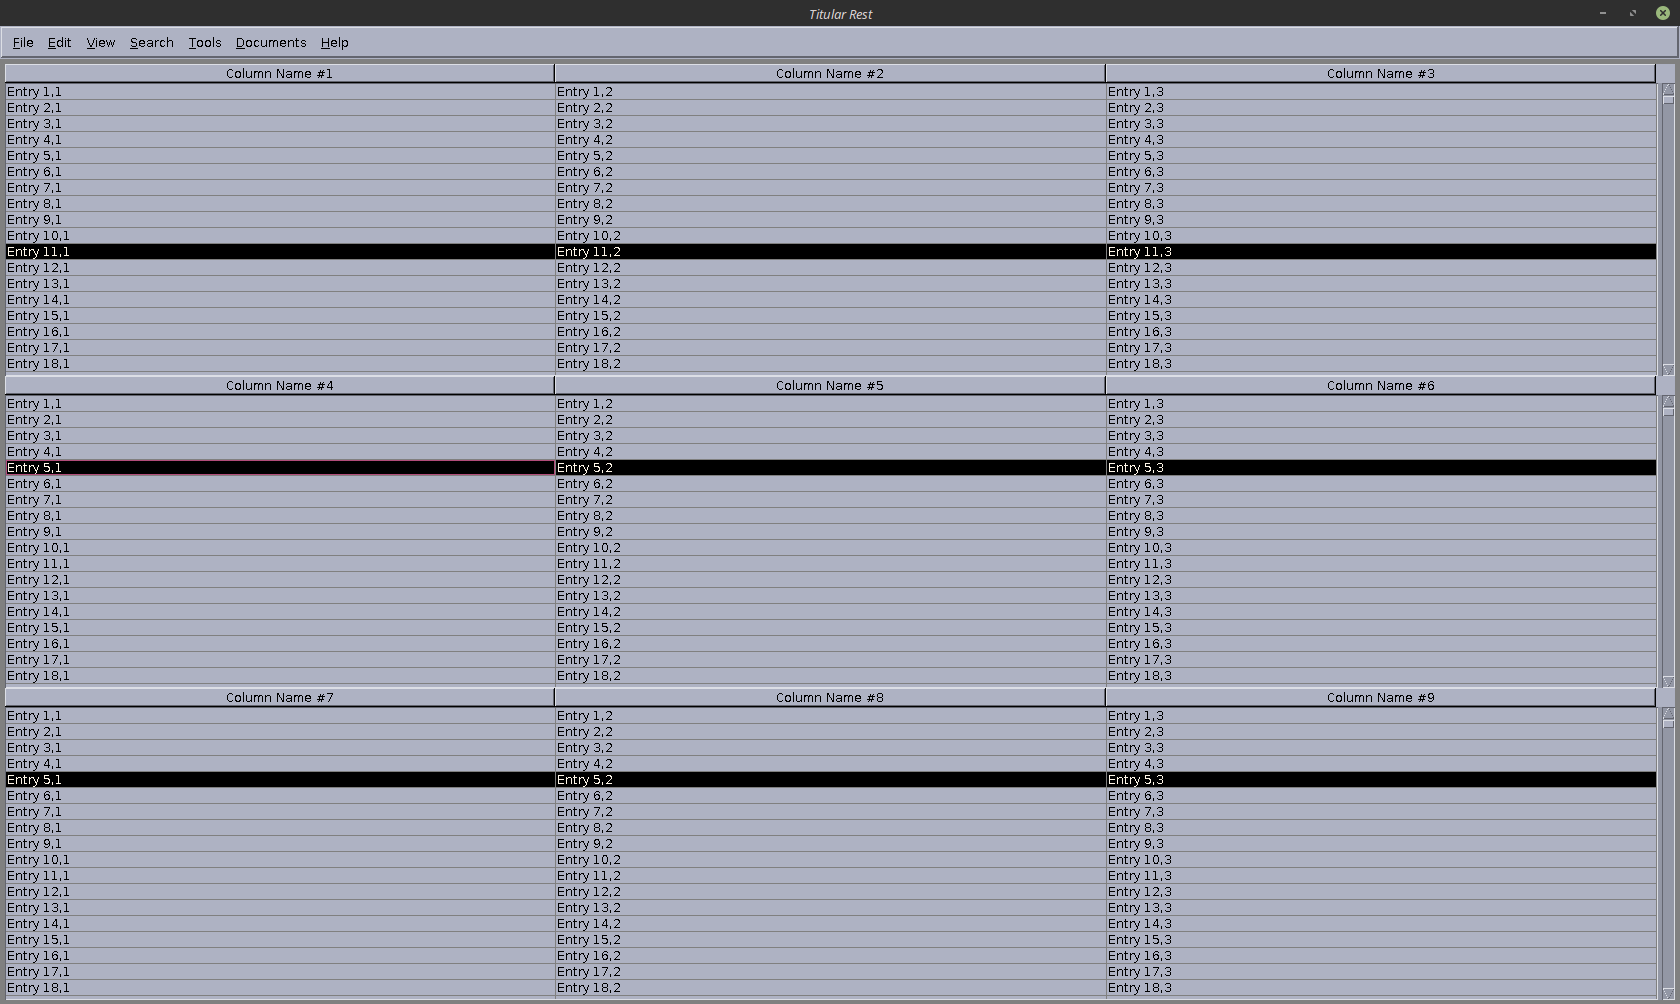 Titular Rest
File Edit View Search Tools Documents Help
Column Name #1 Column Name #2 Column Name #3
Entry 1,1 Entry 1,2 Entry 1,3
Entry 2,1 Entry 2,2 Entry 2,3
Entry 3,1 Entry 3,2 Entry 3,3
Entry 4,1 Entry 4,2 Entry 4,3
Entry 5,1 Entry 5,2 Entry 5,3
Entry 6,1 Entry 6,2 Entry 6,3
Entry 7,1 Entry 7,2 Entry 7,3
Entry 8,1 Entry 8,2 Entry 8,3
Entry 9,1 Entry 9,2 Entry 9,3
Entry 10,1 Entry 10,2 Entry 10,3
Entry 11,1 Entry 11,2 Entry 11,3
Entry 12,1 Entry 12,2 Entry 12,3
Entry 13,1 Entry 13,2 Entry 13,3
Entry 14,1 Entry 14,2 Entry 14,3
Entry 15,1 Entry 15,2 Entry 15,3
Entry 16,1 Entry 16,2 Entry 16,3
Entry 17,1 Entry 17,2 Entry 17,3
Entry 18,1 Entry 18,2 Entry 18,3
Column Name #4 Column Name #5 Column Name #6
Entry 1,1 Entry 1,2 Entry 1,3
Entry 2,1 Entry 2,2 Entry 2,3
Entry 3,1 Entry 3,2 Entry 3,3
Entry 4,1 Entry 4,2 Entry 4,3
Entry 5,1 Entry 5,2 Entry 5,3
Entry 6,1 Entry 6,2 Entry 6,3
Entry 7,1 Entry 7,2 Entry 7,3
Entry 8,1 Entry 8,2 Entry 8,3
Entry 9,1 Entry 9,2 Entry 9,3
Entry 10,1 Entry 10,2 Entry 10,3
Entry 11,1 Entry 11,2 Entry 11,3
Entry 12,1 Entry 12,2 Entry 12,3
Entry 13,1 Entry 13,2 Entry 13,3
Entry 14,1 Entry 14,2 Entry 14,3
Entry 15,1 Entry 15,2 Entry 15,3
Entry 16,1 Entry 16,2 Entry 16,3
Entry 17,1 Entry 17,2 Entry 17,3
Entry 18,1 Entry 18,2 Entry 18,3
Column Name #7 Column Name #8 Column Name #9
Entry 1,1 Entry 1,2 Entry 1,3
Entry 2,1 Entry 2,2 Entry 2,3
Entry 3,1 Entry 3,2 Entry 3,3
Entry 4,1 Entry 4,2 Entry 4,3
Entry 5,1 Entry 5,2 Entry 5,3
Entry 6,1 Entry 6,2 Entry 6,3
Entry 7,1 Entry 7,2 Entry 7,3
Entry 8,1 Entry 8,2 Entry 8,3
Entry 9,1 Entry 9,2 Entry 9,3
Entry 10,1 Entry 10,2 Entry 10,3
Entry 11,1 Entry 11,2 Entry 11,3
Entry 12,1 Entry 12,2 Entry 12,3
Entry 13,1 Entry 13,2 Entry 13,3
Entry 14,1 Entry 14,2 Entry 14,3
Entry 15,1 Entry 15,2 Entry 15,3
Entry 16,1 Entry 16,2 Entry 16,3
Entry 17,1 Entry 17,2 Entry 17,3
Entry 18,1 Entry 18,2 Entry 18,3